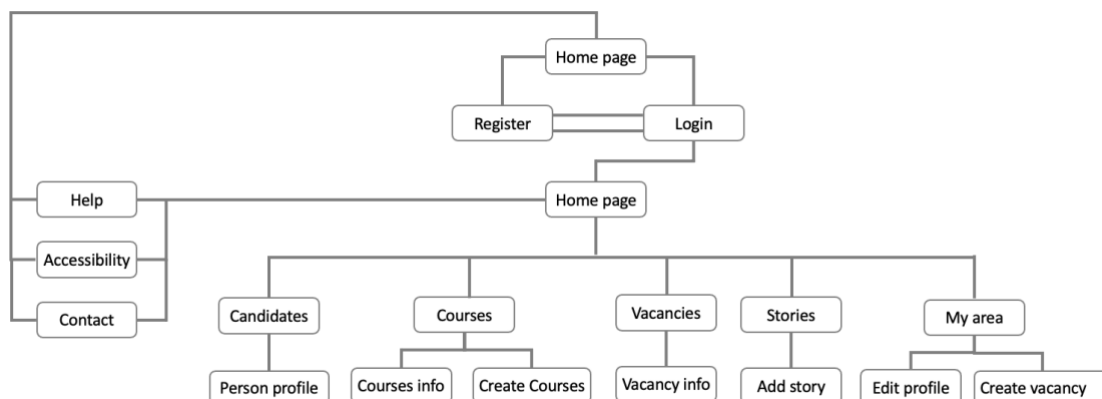 Home page
Register
Login
Help
Home page
Accessibility
Contact
Candidates
Courses
Vacancies
Stories
My area
Person profile
Courses info
Create Courses
Vacancy info
Add story
Edit profile
Create vacancy